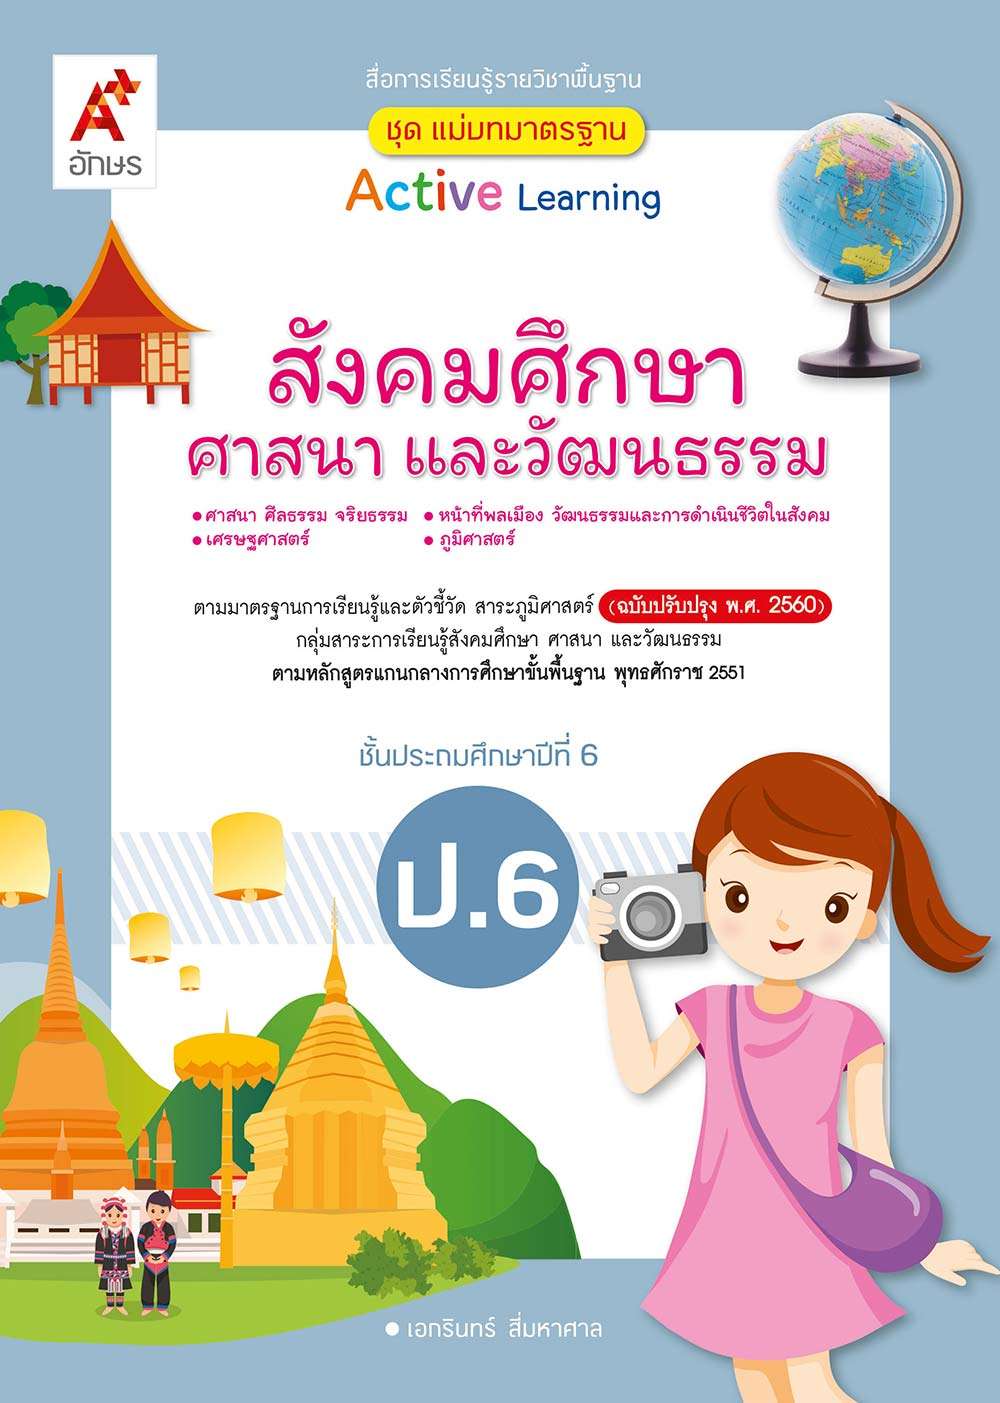 สื่อการเรียนรู้รายวิชาพื้นฐาน
ชุด แม่บทมาตรฐาน
Active Learning
อักษร
สังคมศึกษา
ศาสนา และวัฒนธรรม
• ศาสนา ศีลธรรม จริยธรรม • หน้าที่พลเมือง วัฒนธรรมและการดำเนินชีวิตในสังคม
• เศรษฐศาสตร์ • ภูมิศาสตร์
ตามมาตรฐานการเรียนรู้และตัวชี้วัด สาระภูมิศาสตร์ (ฉบับปรับปรุง พ.ศ. 2560)
กลุ่มสาระการเรียนรู้สังคมศึกษา ศาสนา และวัฒนธรรม
ตามหลักสูตรแกนกลางการศึกษาขั้นพื้นฐาน พุทธศักราช 2551
ชั้นประถมศึกษาปีที่ 6
ป.6
• เอกรินทร์ สี่มหาศาล